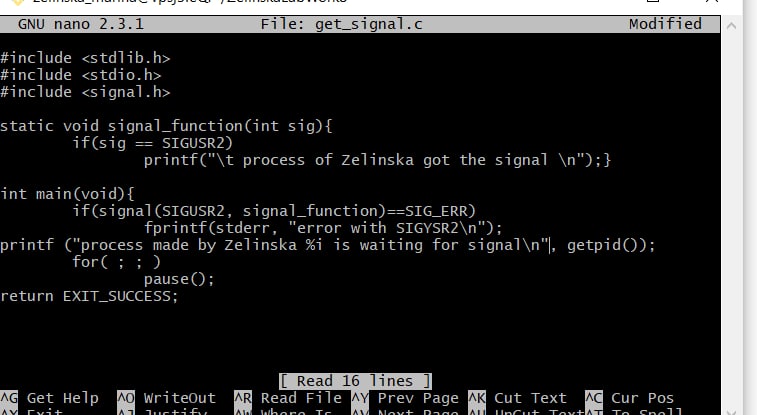 GNU nano 2.3.1 File: get_signal.c Modified
#include <stdlib.h>
#include <stdio.h>
#include <signal.h>
static void signal_function(int sig){
if(sig == SIGUSR2)
printf("\t process of Zelinska got the signal \n");}
int main(void){
if(signal(SIGUSR2, signal_function)==SIG_ERR)
fprintf(stderr, "error with SIGYSR2\n");
printf ("process made by Zelinska %i is waiting for signal\n", getpid());
for( ; ; )
pause();
return EXIT_SUCCESS;
[ Read 16 lines ]
^G Get Help ^O WriteOut ^R Read File ^Y Prev Page ^K Cut Text ^C Cur Pos
^X Exit ^J Justify ^W Where Is ^V Next Page ^U UnCut Text ^T To Spell